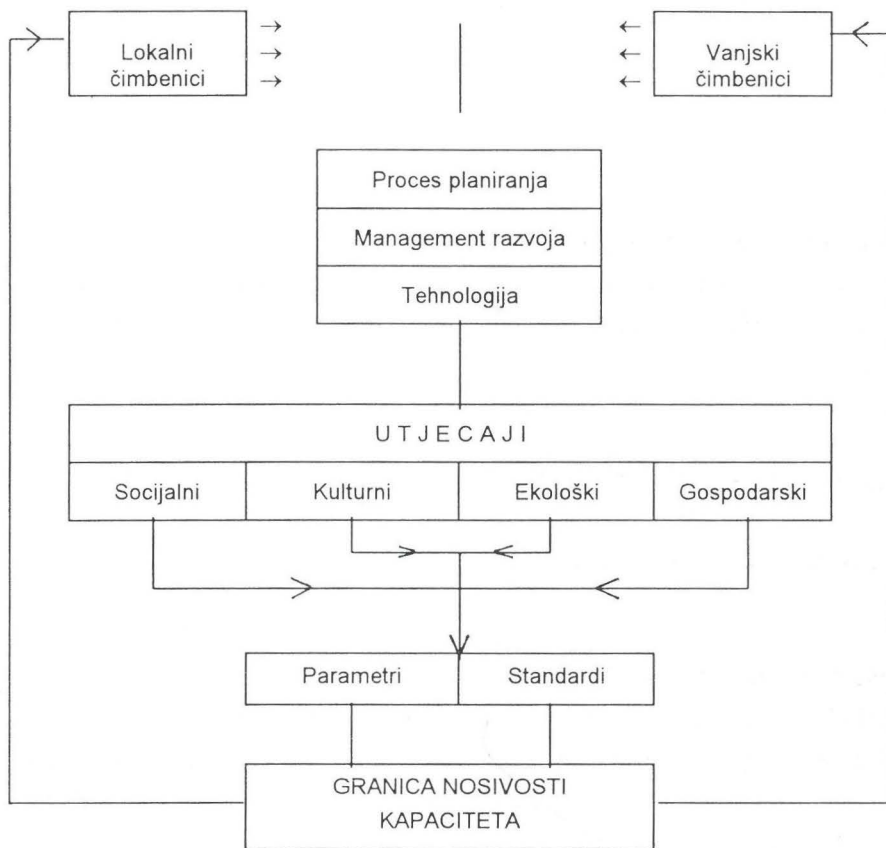 Lokalni
čimbenici
Vanjski
čimbenici
Proces planiranja
Management razvoja
Tehnologija
UTJECAJI
Socijalni
Kulturni
Ekološki
Gospodarski
Parametri
Standardi
GRANICA NOSIVOSTI
KAPACITETA